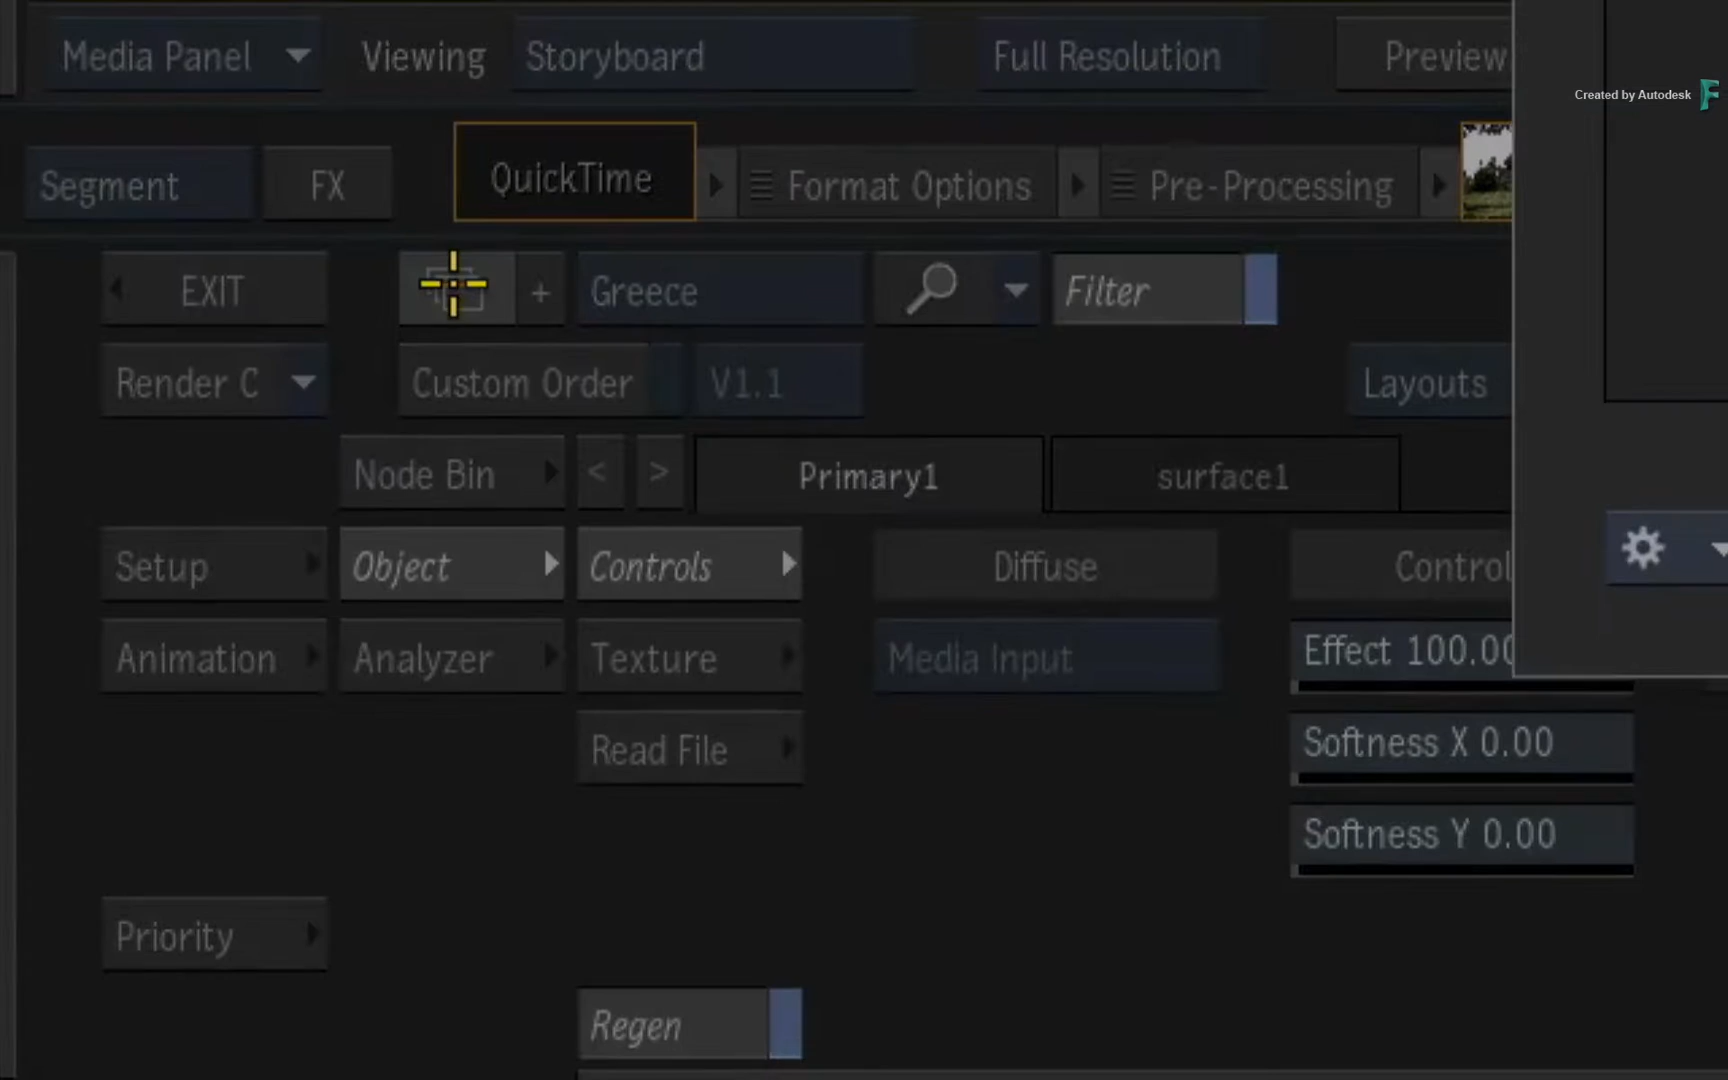 Media Panel Viewing Storyboard Full Resolution Preview
Created by Autodesk
Segment FX QuickTime Format Options Pre-Processing
EXIT + Greece Filter
Render C Custom Order V1.1 Layouts
Node Bin < > Primary1 surface1
Setup Object Controls Diffuse Control
Animation Analyzer Texture Media Input Effect 100.00
Read File Softness X 0.00
Softness Y 0.00
Priority
Regen